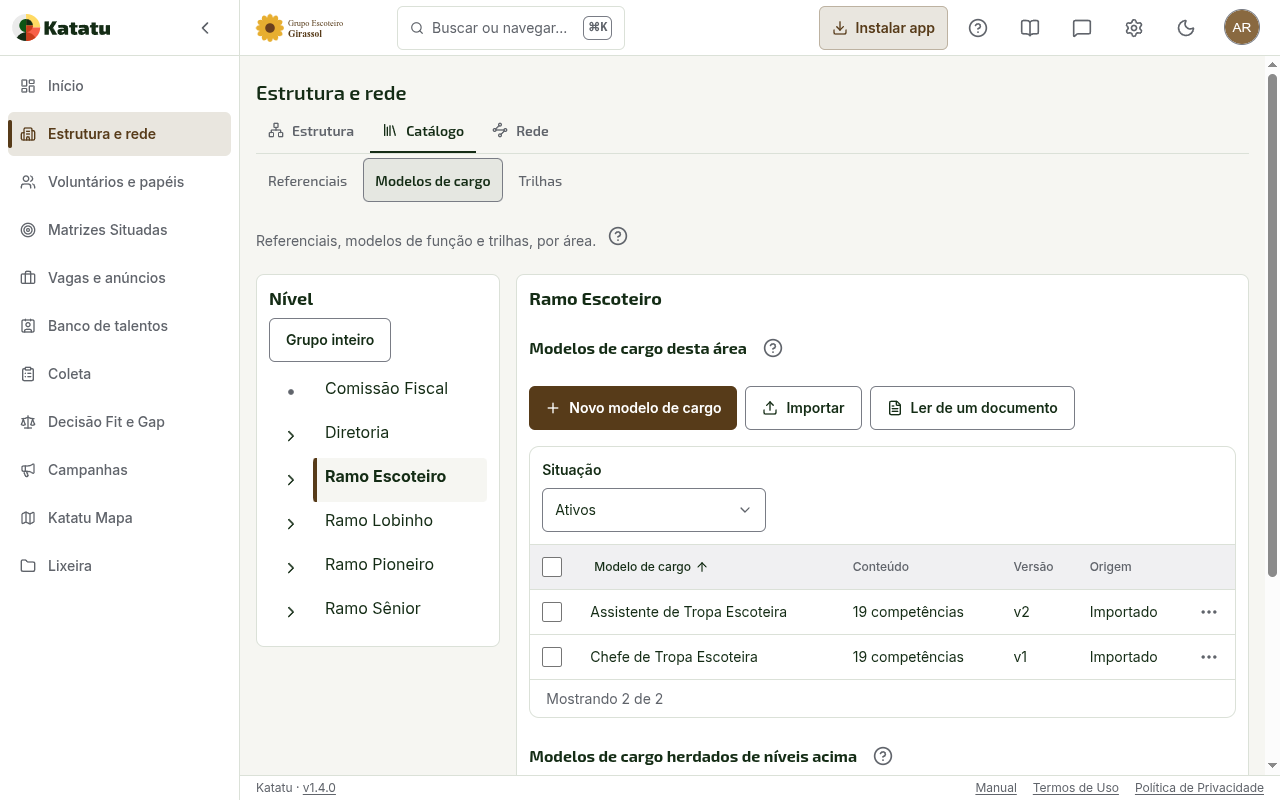 Katatu
Grupo Escoteiro
Girassol
Buscar ou navegar...
⌘K
Instalar app
AR
Início
Estrutura e rede
Voluntários e papéis
Matrizes Situadas
Vagas e anúncios
Banco de talentos
Coleta
Decisão Fit e Gap
Campanhas
Katatu Mapa
Lixeira
Estrutura e rede
Estrutura
Catálogo
Rede
Referenciais
Modelos de cargo
Trilhas
Referenciais, modelos de função e trilhas, por área.
Nível
Grupo inteiro
Comissão Fiscal
Diretoria
Ramo Escoteiro
Ramo Lobinho
Ramo Pioneiro
Ramo Sênior
Ramo Escoteiro
Modelos de cargo desta área
Novo modelo de cargo
Importar
Ler de um documento
Situação
Ativos
Modelo de cargo ↑ Conteúdo Versão Origem
Assistente de Tropa Escoteira 19 competências v2 Importado
Chefe de Tropa Escoteira 19 competências v1 Importado
Mostrando 2 de 2
Modelos de cargo herdados de níveis acima
Katatu · v1.4.0
Manual
Termos de Uso
Política de Privacidade